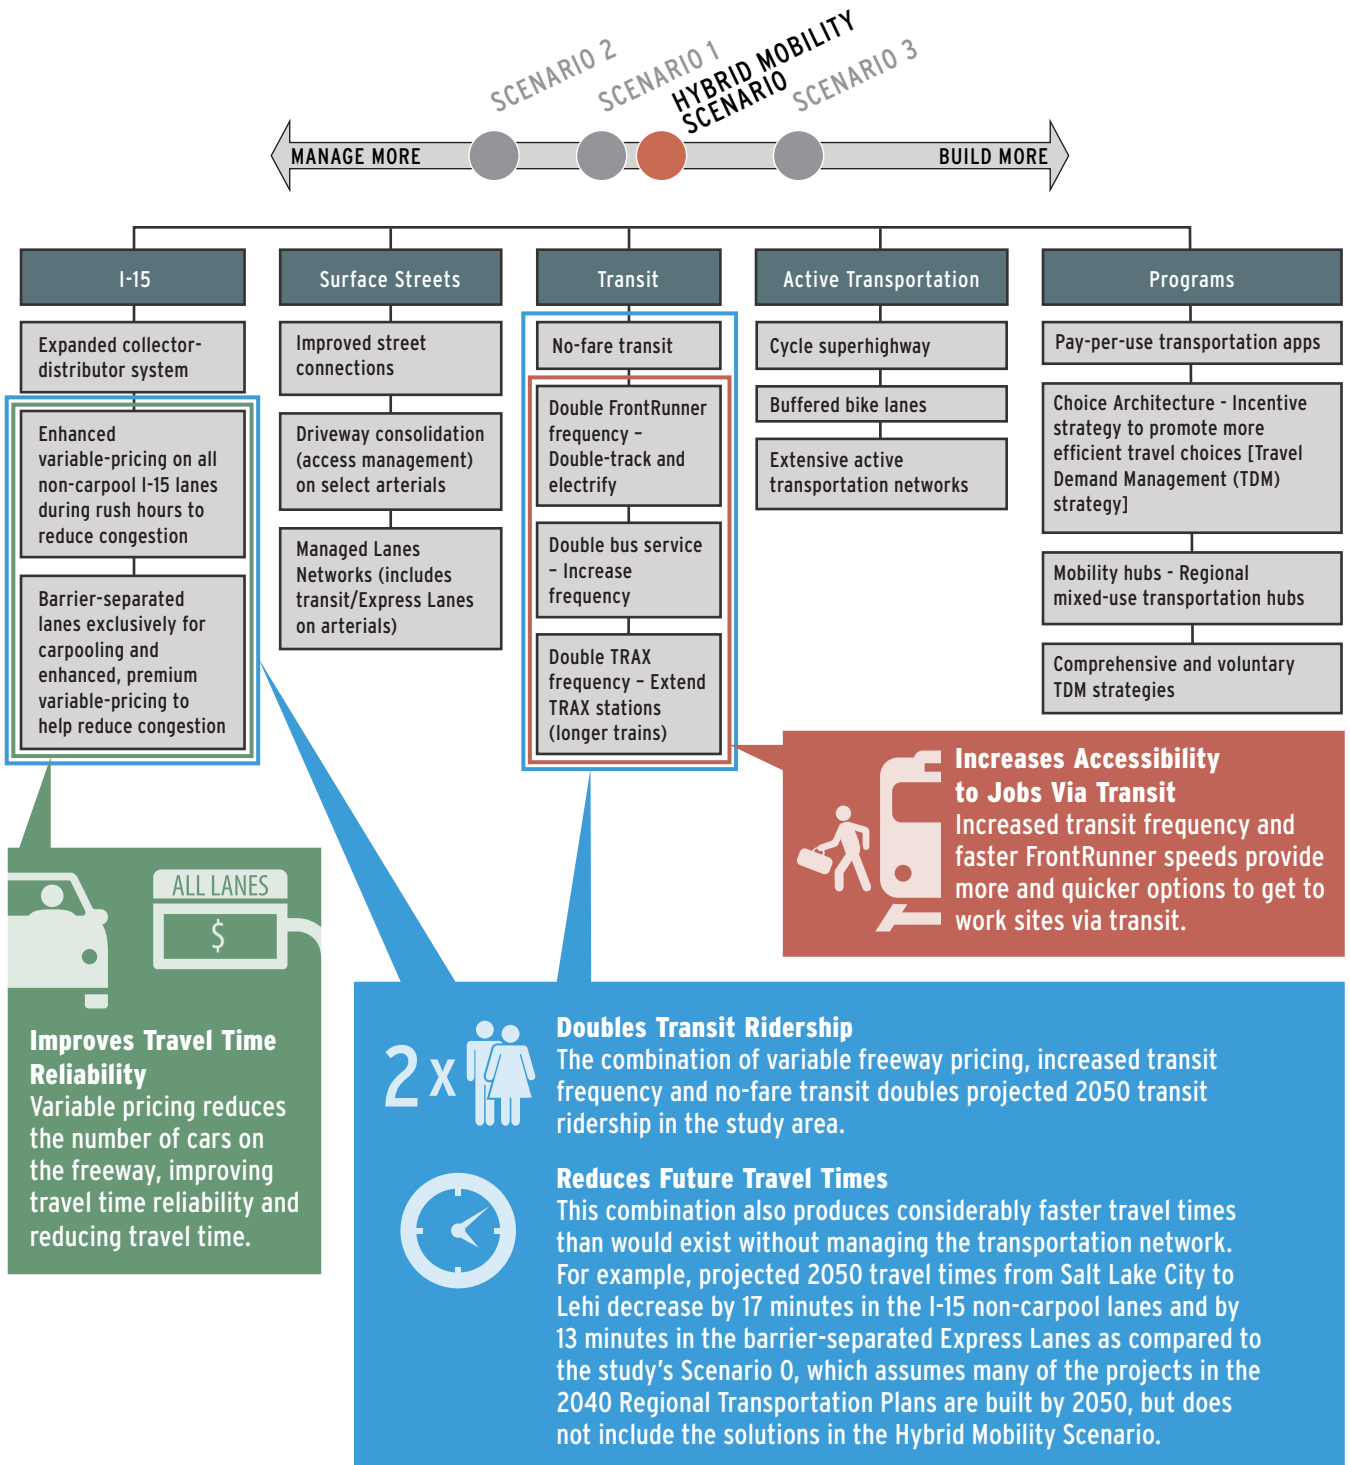 SCENARIO 2
SCENARIO 1
HYBRID MOBILITY
SCENARIO
SCENARIO 3
MANAGE MORE
BUILD MORE
I-15
Expanded collector-
distributor system
Enhanced
variable-pricing on all
non-carpool I-15 lanes
during rush hours to
reduce congestion
Barrier-separated
lanes exclusively for
carpooling and
enhanced, premium
variable-pricing to
help reduce congestion
Surface Streets
Improved street
connections
Driveway consolidation
(access management)
on select arterials
Managed Lanes
Networks (includes
transit/Express Lanes
on arterials)
Transit
No-fare transit
Double FrontRunner
frequency –
Double-track and
electrify
Double bus service
– Increase
frequency
Double TRAX
frequency – Extend
TRAX stations
(longer trains)
Active Transportation
Cycle superhighway
Buffered bike lanes
Extensive active
transportation networks
Programs
Pay-per-use transportation apps
Choice Architecture - Incentive
strategy to promote more
efficient travel choices [Travel
Demand Management (TDM)
strategy]
Mobility hubs - Regional
mixed-use transportation hubs
Comprehensive and voluntary
TDM strategies
Increases Accessibility
to Jobs Via Transit
Increased transit frequency and
faster FrontRunner speeds provide
more and quicker options to get to
work sites via transit.
ALL LANES
$
Improves Travel Time
Reliability
Variable pricing reduces
the number of cars on
the freeway, improving
travel time reliability and
reducing travel time.
2 x
Doubles Transit Ridership
The combination of variable freeway pricing, increased transit
frequency and no-fare transit doubles projected 2050 transit
ridership in the study area.
Reduces Future Travel Times
This combination also produces considerably faster travel times
than would exist without managing the transportation network.
For example, projected 2050 travel times from Salt Lake City to
Lehi decrease by 17 minutes in the I-15 non-carpool lanes and by
13 minutes in the barrier-separated Express Lanes as compared to
the study's Scenario 0, which assumes many of the projects in the
2040 Regional Transportation Plans are built by 2050, but does
not include the solutions in the Hybrid Mobility Scenario.